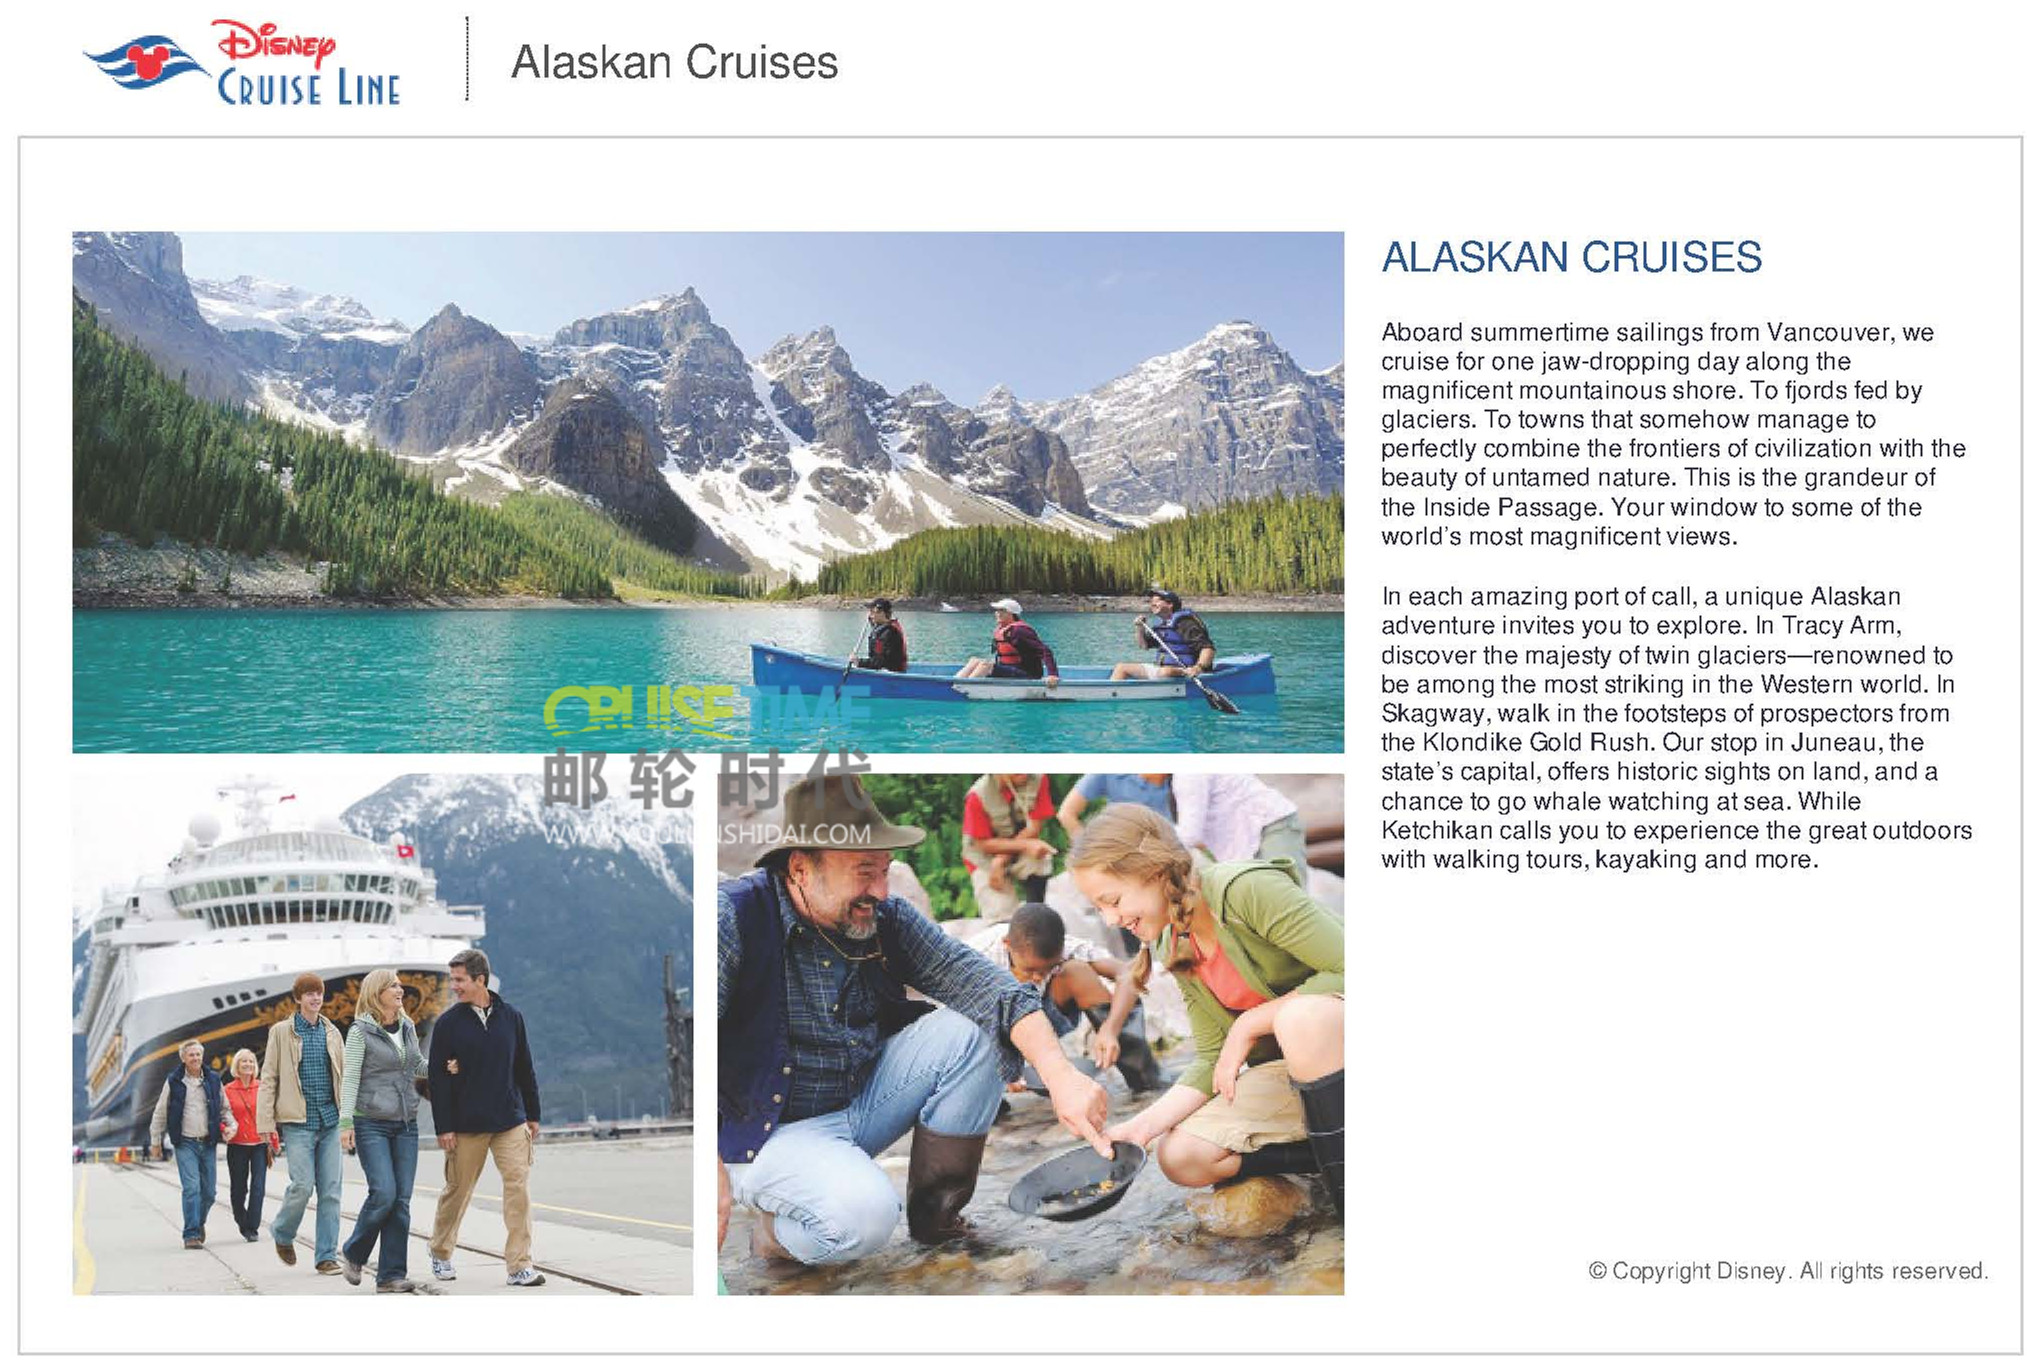 Disney
Cruise Line
Alaskan Cruises
ALASKAN CRUISES
Aboard summertime sailings from Vancouver, we
cruise for one jaw-dropping day along the
magnificent mountainous shore. To fjords fed by
glaciers. To towns that somehow manage to
perfectly combine the frontiers of civilization with the
beauty of untamed nature. This is the grandeur of
the Inside Passage. Your window to some of the
world's most magnificent views.
In each amazing port of call, a unique Alaskan
adventure invites you to explore. In Tracy Arm,
discover the majesty of twin glaciers—renowned to
be among the most striking in the Western world. In
Skagway, walk in the footsteps of prospectors from
the Klondike Gold Rush. Our stop in Juneau, the
state's capital, offers historic sights on land, and a
chance to go whale watching at sea. While
Ketchikan calls you to experience the great outdoors
with walking tours, kayaking and more.
CRUISETIME
邮轮时代
WWW.YOULUNSHIDAI.COM
© Copyright Disney. All rights reserved.